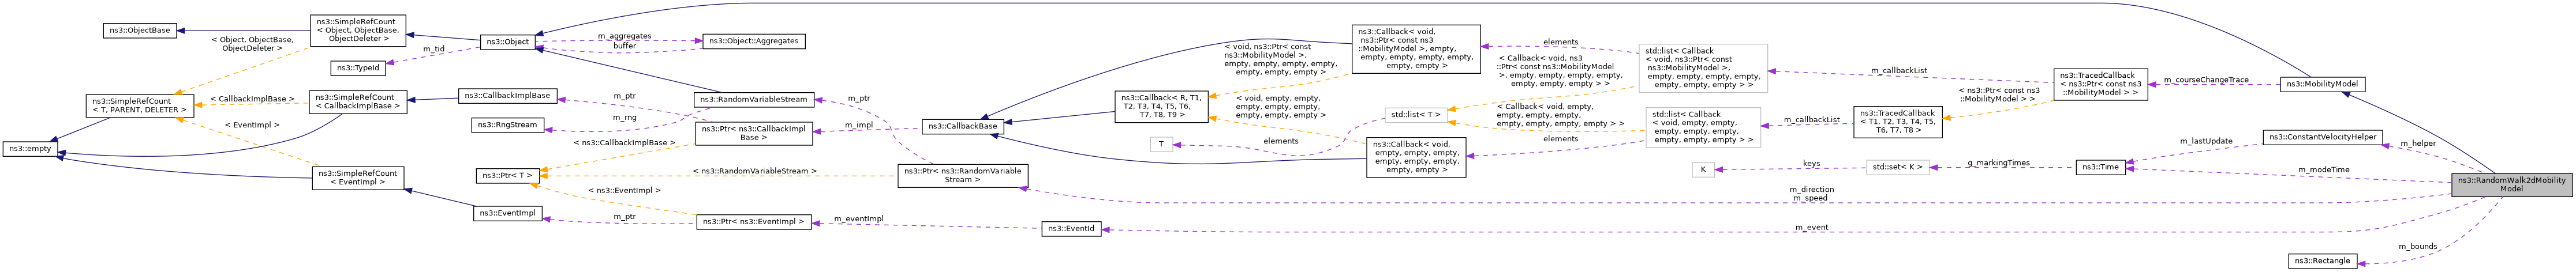 ns3::ObjectBase
ns3::SimpleRefCount
< Object, ObjectBase,
ObjectDeleter >
< Object, ObjectBase,
ObjectDeleter >
m_tid
ns3::TypeId
ns3::Object
m_aggregates
buffer
ns3::Object::Aggregates
ns3::SimpleRefCount
< T, PARENT, DELETER >
< CallbackImplBase >
ns3::SimpleRefCount
< CallbackImplBase >
ns3::CallbackImplBase
< EventImpl >
ns3::RngStream
m_ptr
m_rng
ns3::RandomVariableStream
m_ptr
ns3::Ptr< ns3::CallbackImpl
Base >
m_impl
ns3::CallbackBase
ns3::empty
< ns3::CallbackImplBase >
ns3::SimpleRefCount
< EventImpl >
ns3::Ptr< T >
< ns3::RandomVariableStream >
ns3::Ptr< ns3::RandomVariable
Stream >
< ns3::EventImpl >
ns3::EventImpl
m_ptr
ns3::Ptr< ns3::EventImpl >
m_eventImpl
ns3::EventId
< void, ns3::Ptr< const
ns3::MobilityModel >,
empty, empty, empty, empty,
empty, empty, empty >
ns3::Callback< void,
ns3::Ptr< const ns3
::MobilityModel >, empty,
empty, empty, empty, empty,
empty, empty >
ns3::Callback< R, T1,
T2, T3, T4, T5, T6,
T7, T8, T9 >
< void, empty, empty,
empty, empty, empty,
empty, empty, empty >
elements
< Callback< void, ns3
::Ptr< const ns3::MobilityModel
>, empty, empty, empty, empty,
empty, empty, empty > >
std::list< Callback
< void, ns3::Ptr< const
ns3::MobilityModel >,
empty, empty, empty, empty,
empty, empty, empty > >
m_callbackList
ns3::TracedCallback
< ns3::Ptr< const ns3
::MobilityModel > >
m_courseChangeTrace
ns3::MobilityModel
std::list< T >
T
elements
< Callback< void, empty,
empty, empty, empty,
empty, empty, empty, empty > >
elements
ns3::Callback< void,
empty, empty, empty,
empty, empty, empty,
empty, empty >
std::list< Callback
< void, empty, empty,
empty, empty, empty,
empty, empty, empty > >
m_callbackList
ns3::TracedCallback
< T1, T2, T3, T4, T5,
T6, T7, T8 >
< ns3::Ptr< const ns3
::MobilityModel > >
K
keys
std::set< K >
g_markingTimes
ns3::Time
m_lastUpdate
ns3::ConstantVelocityHelper
m_helper
m_modeTime
ns3::RandomWalk2dMobility
Model
m_direction
m_speed
m_event
m_bounds
ns3::Rectangle